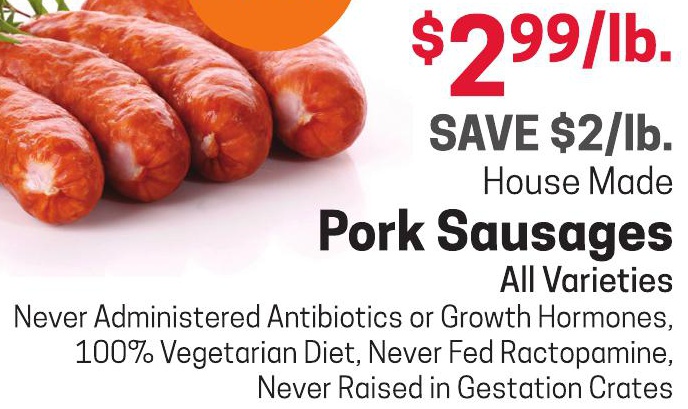 $2.99/lb.
SAVE $2/lb.
House Made
Pork Sausages
All Varieties
Never Administered Antibiotics or Growth Hormones,
100% Vegetarian Diet, Never Fed Ractopamine,
Never Raised in Gestation Crates